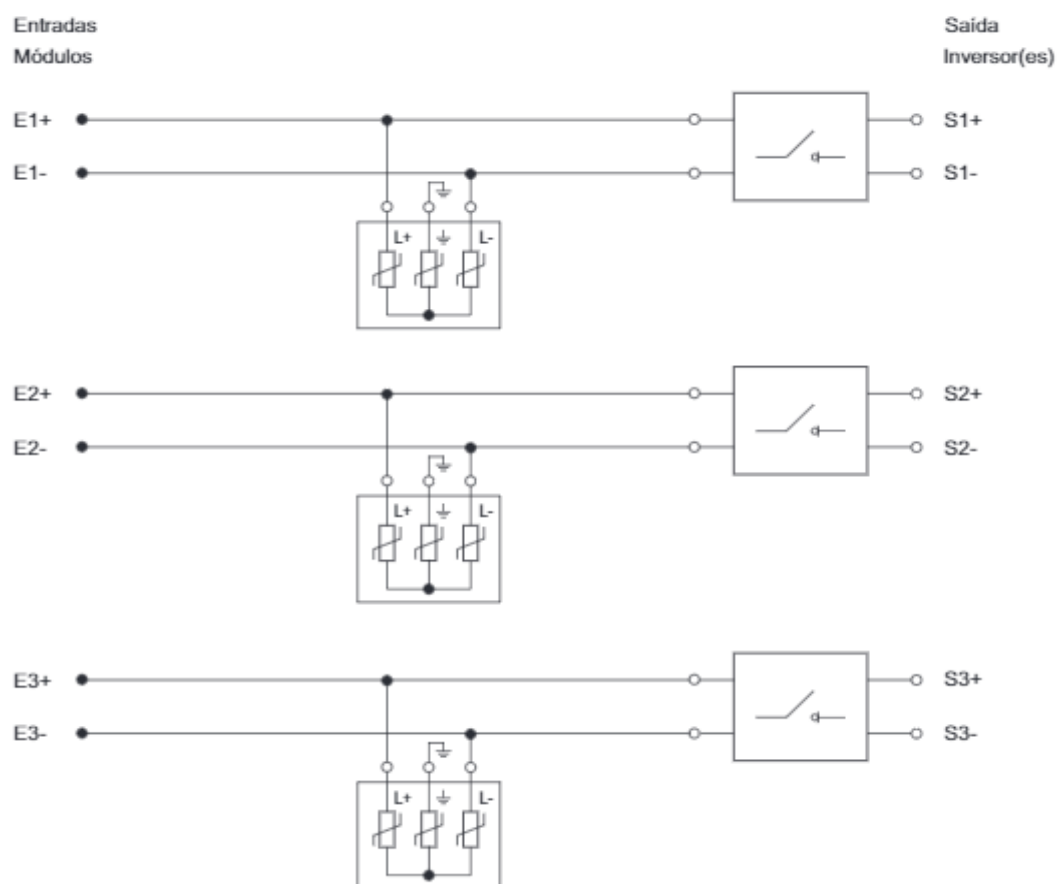 Entradas
Módulos
Saída
Inversor(es)
E1+
S1+
E1-
S1-
L+
L-
E2+
S2+
E2-
S2-
L+
L-
E3+
S3+
E3-
S3-
L+
L-